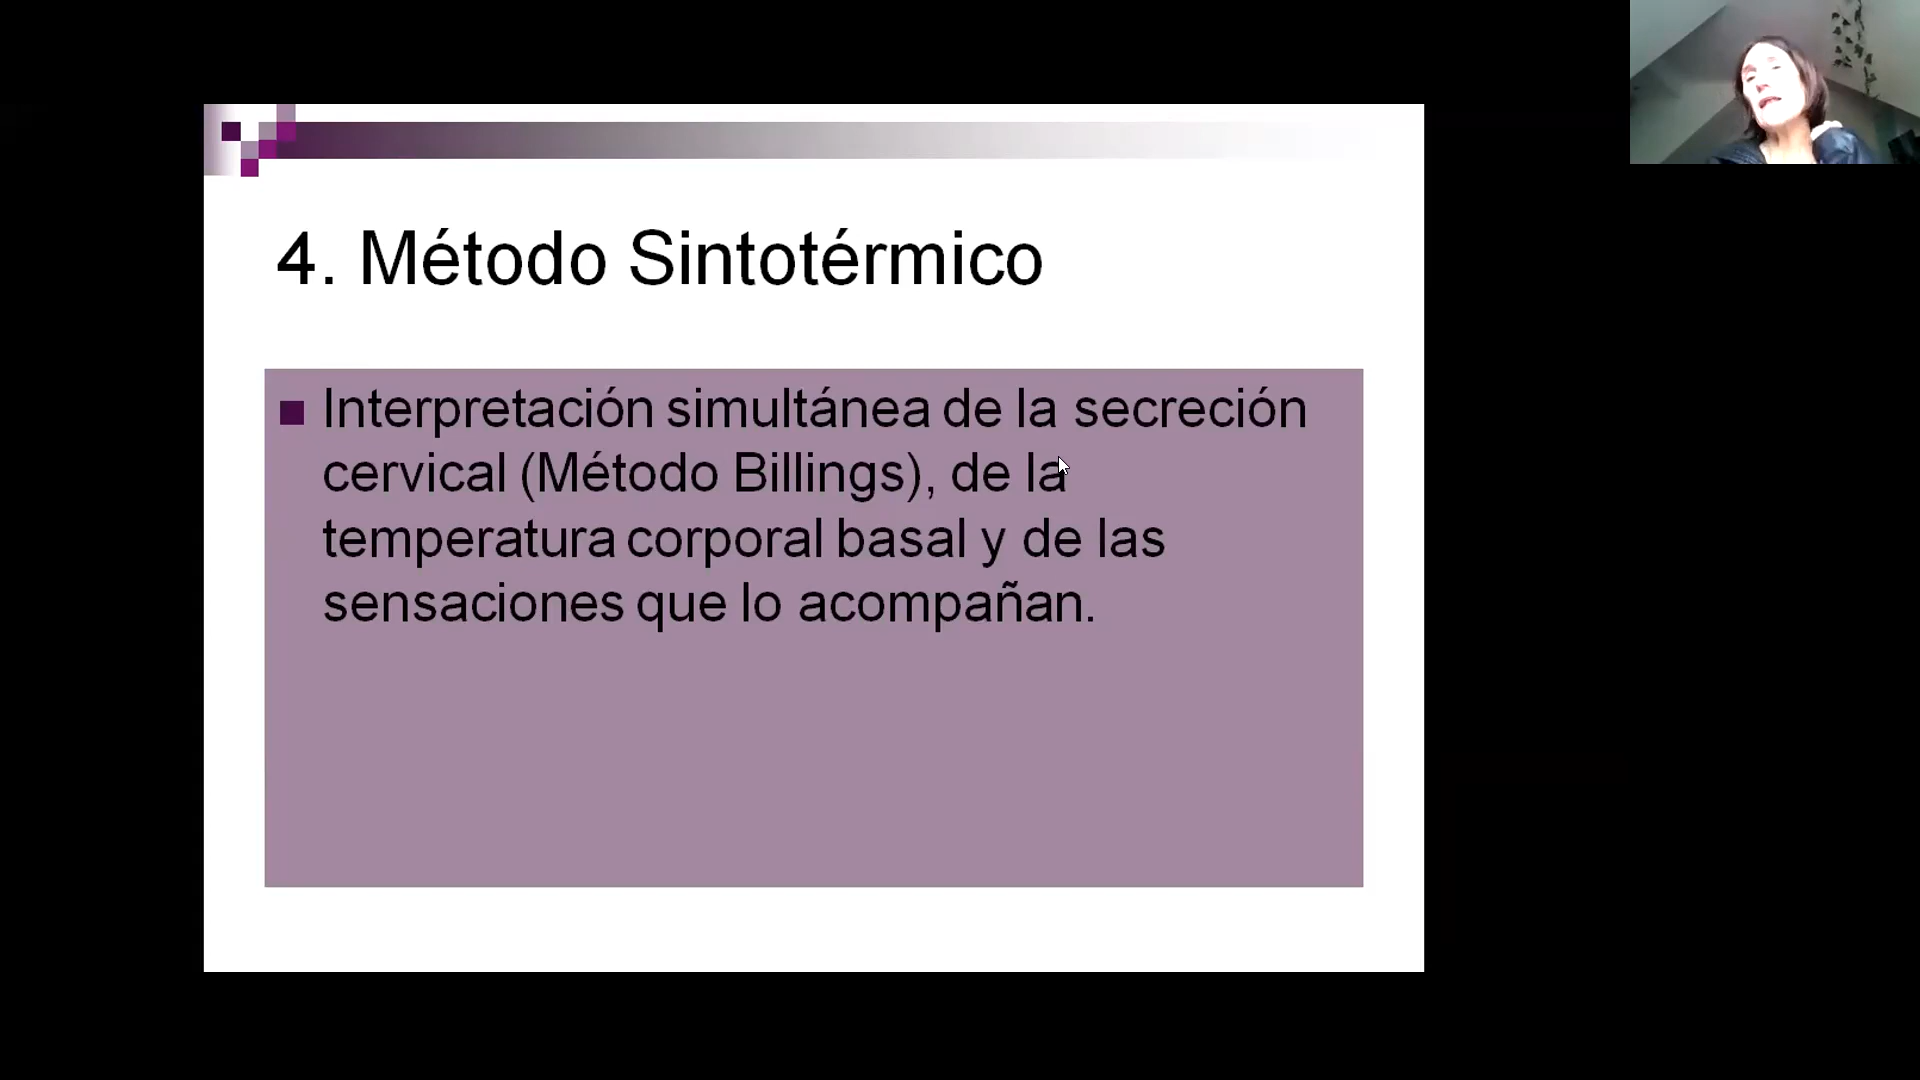 4. Método Sintotérmico
Interpretación simultánea de la secreción
cervical (Método Billings), de la
temperatura corporal basal y de las
sensaciones que lo acompañan.